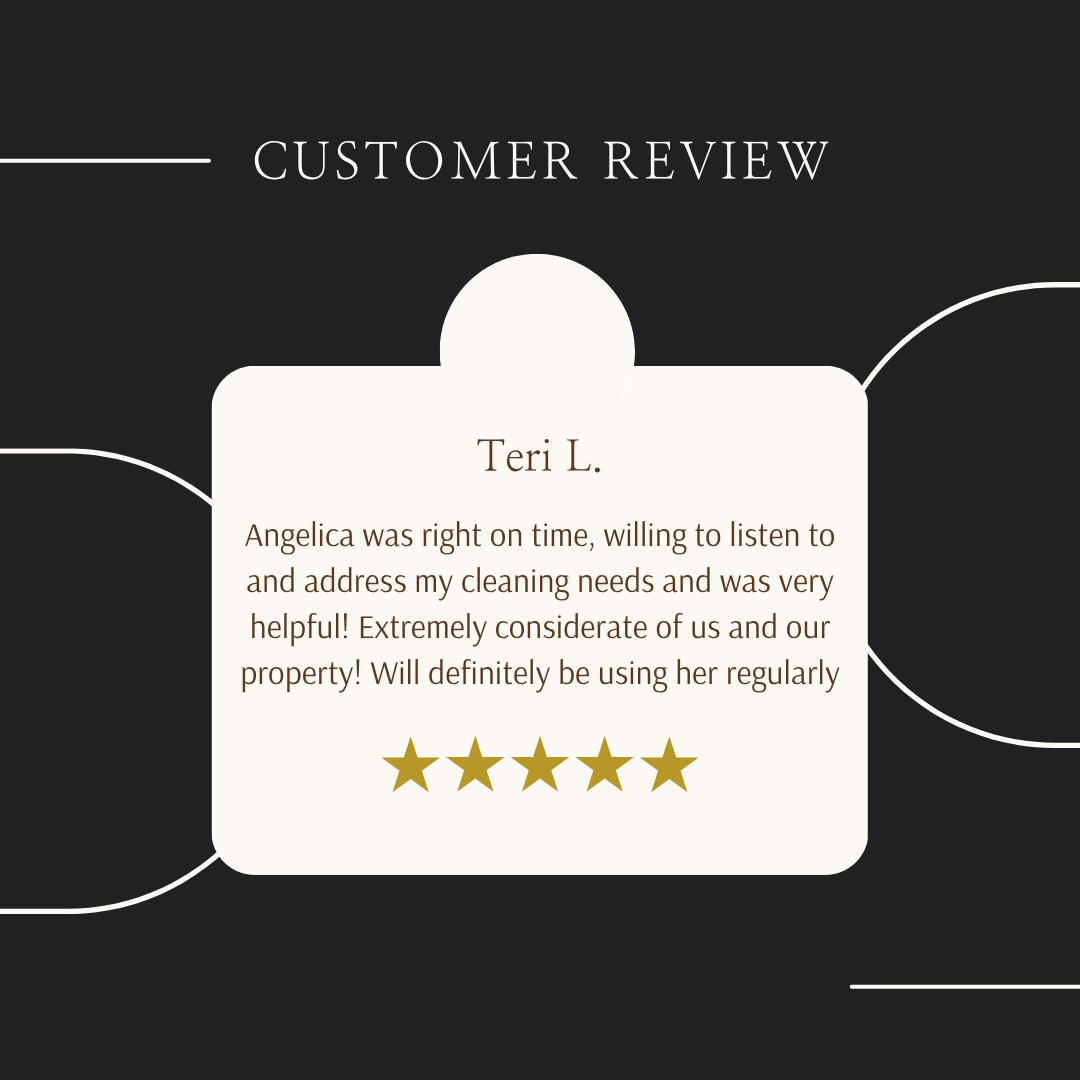 CUSTOMER REVIEW
Teri L.
Angelica was right on time, willing to listen to
and address my cleaning needs and was very
helpful! Extremely considerate of us and our
property! Will definitely be using her regularly